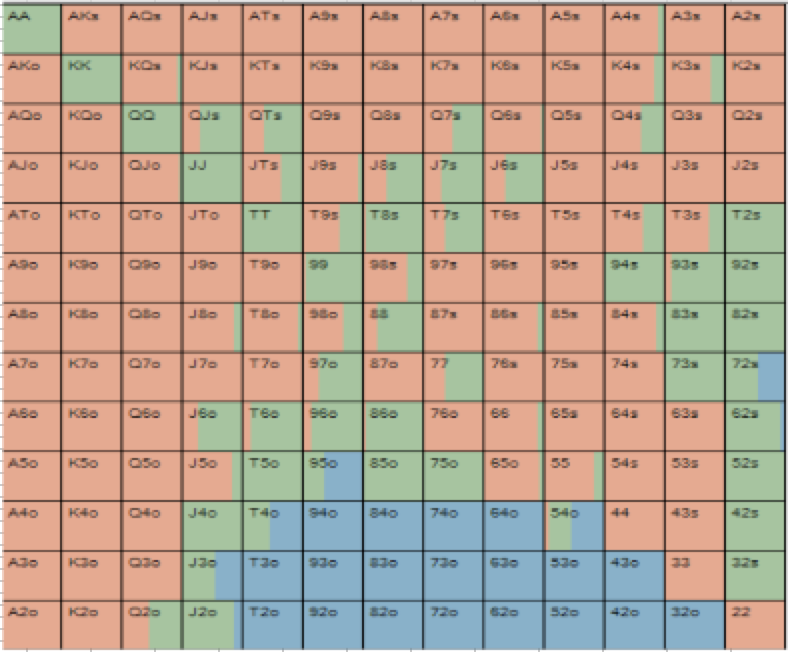 AA AKs AQs AJs ATs A9s A8s A7s A6s A5s A4s A3s A2s
AKo KK KQs KJs KTs K9s K8s K7s K6s K5s K4s K3s K2s
AQo KQo QQ QJs QTs Q9s Q8s Q7s Q6s Q5s Q4s Q3s Q2s
AJo KJo QJo JJ JTs J9s J8s J7s J6s J5s J4s J3s J2s
ATo KTo QTo JTo TT T9s T8s T7s T6s T5s T4s T3s T2s
A9o K9o Q9o J9o T9o 99 98s 97s 96s 95s 94s 93s 92s
A8o K8o Q8o J8o T8o 98o 88 87s 86s 85s 84s 83s 82s
A7o K7o Q7o J7o T7o 97o 87o 77 76s 75s 74s 73s 72s
A6o K6o Q6o J6o T6o 96o 86o 76o 66 65s 64s 63s 62s
A5o K5o Q5o J5o T5o 95o 85o 75o 65o 55 54s 53s 52s
A4o K4o Q4o J4o T4o 94o 84o 74o 64o 54o 44 43s 42s
A3o K3o Q3o J3o T3o 93o 83o 73o 63o 53o 43o 33 32s
A2o K2o Q2o J2o T2o 92o 82o 72o 62o 52o 42o 32o 22